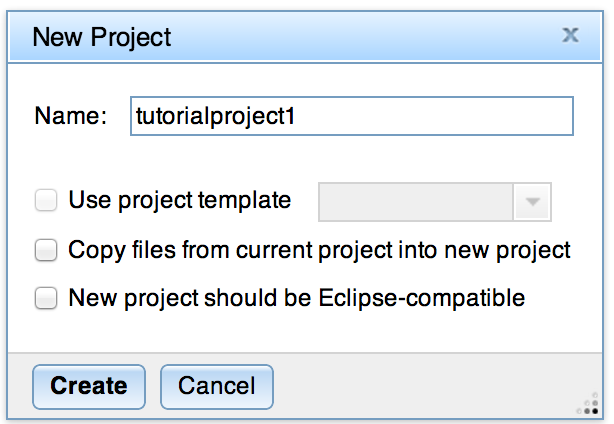 New Project
Name: tutorialproject1
Use project template
Copy files from current project into new project
New project should be Eclipse-compatible
Create Cancel